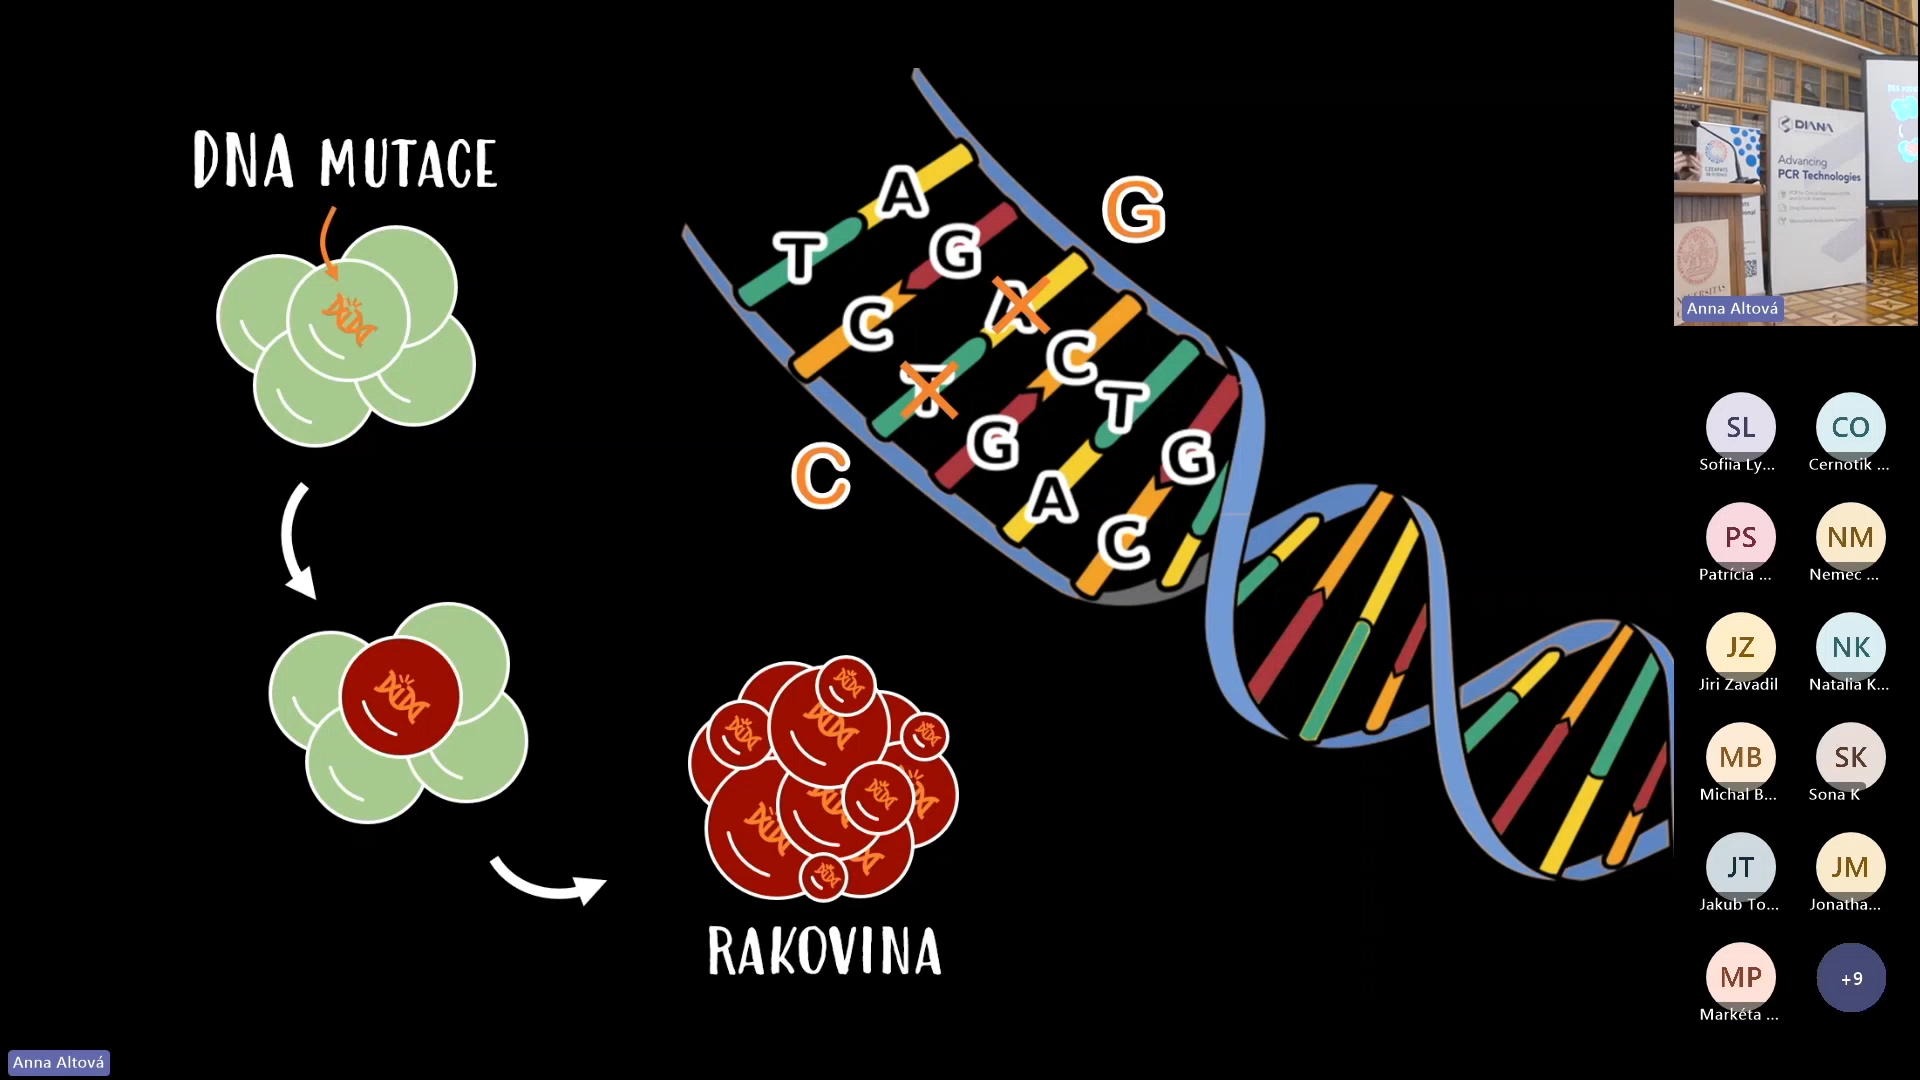 DNA MUTACE
A
T
G
G
C
A
T
C
C
G
T
A
G
C
C
RAKOVINA
Anna Altová
DIANA
Advancing
PCR Technologies
Anna Altová
SL
Sofiia Ly...
CO
Cernotik ...
PS
Patrícia ...
NM
Nemec ...
JZ
Jiri Zavadil
NK
Natalia K...
MB
Michal B...
SK
Sona K
JT
Jakub To...
JM
Jonatha...
MP
Markéta ...
+9